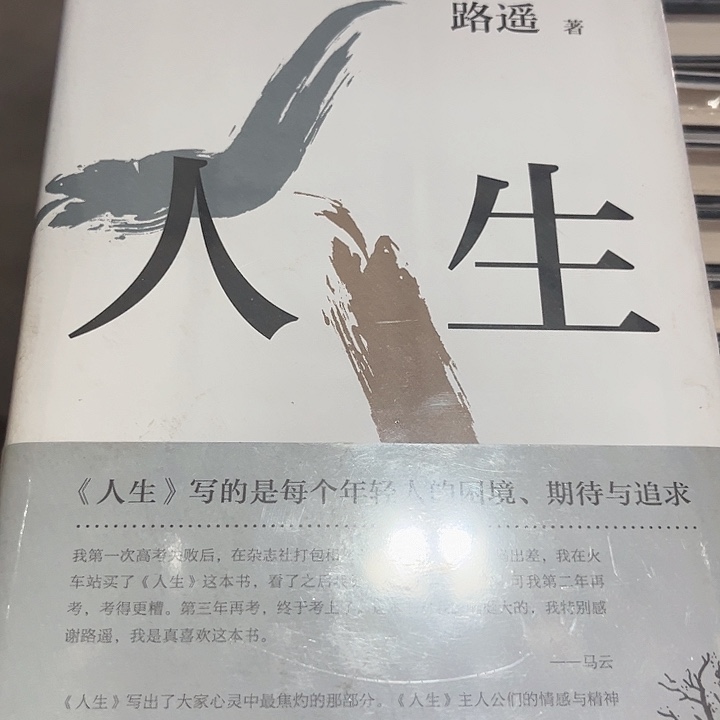 路遥 著
人生
《人生》写的是每个年轻人的困境、期待与追求
我第一次高考失败后，在杂志社打包和 出差，我在火
车站买了《人生》这本书，看了之后 可我第二年再
考，考得更糟。第三年再考，终于考上了， 大的，我特别感
谢路遥，我是真喜欢这本书。
——马云
《人生》写出了大家心灵中最焦灼的那部分。《人生》主人公们的情感与精神